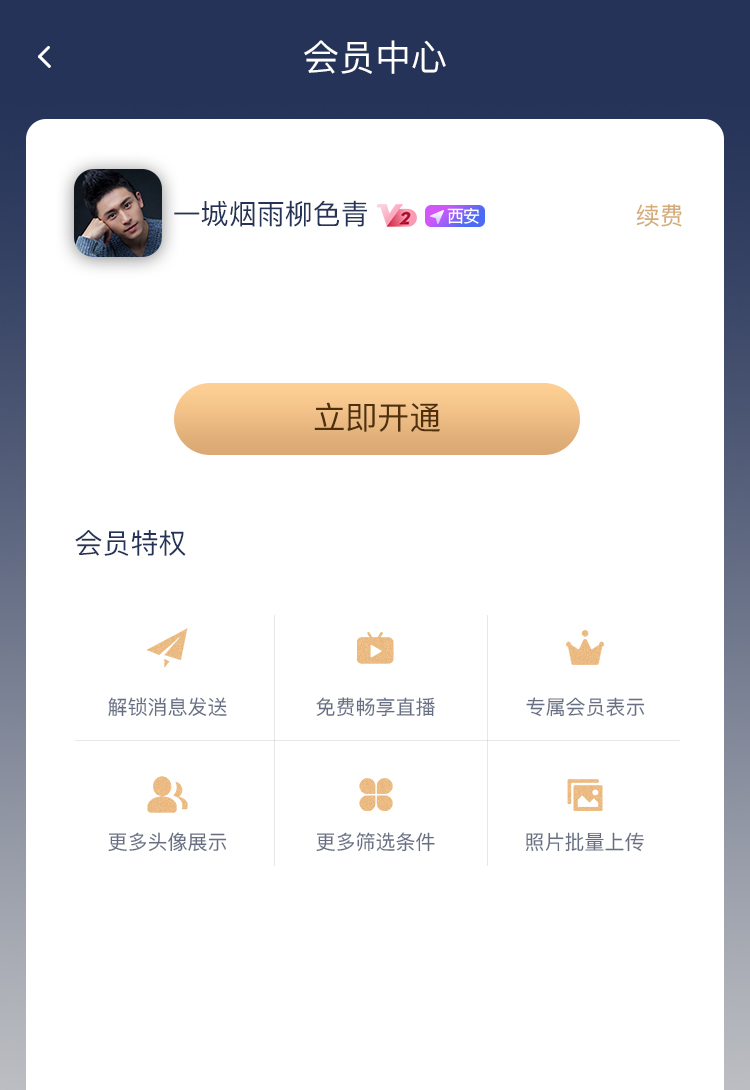 会员中心
一城烟雨柳色青 V2 西安 续费
立即开通
会员特权
解锁消息发送 免费畅享直播 专属会员表示
更多头像展示 更多筛选条件 照片批量上传